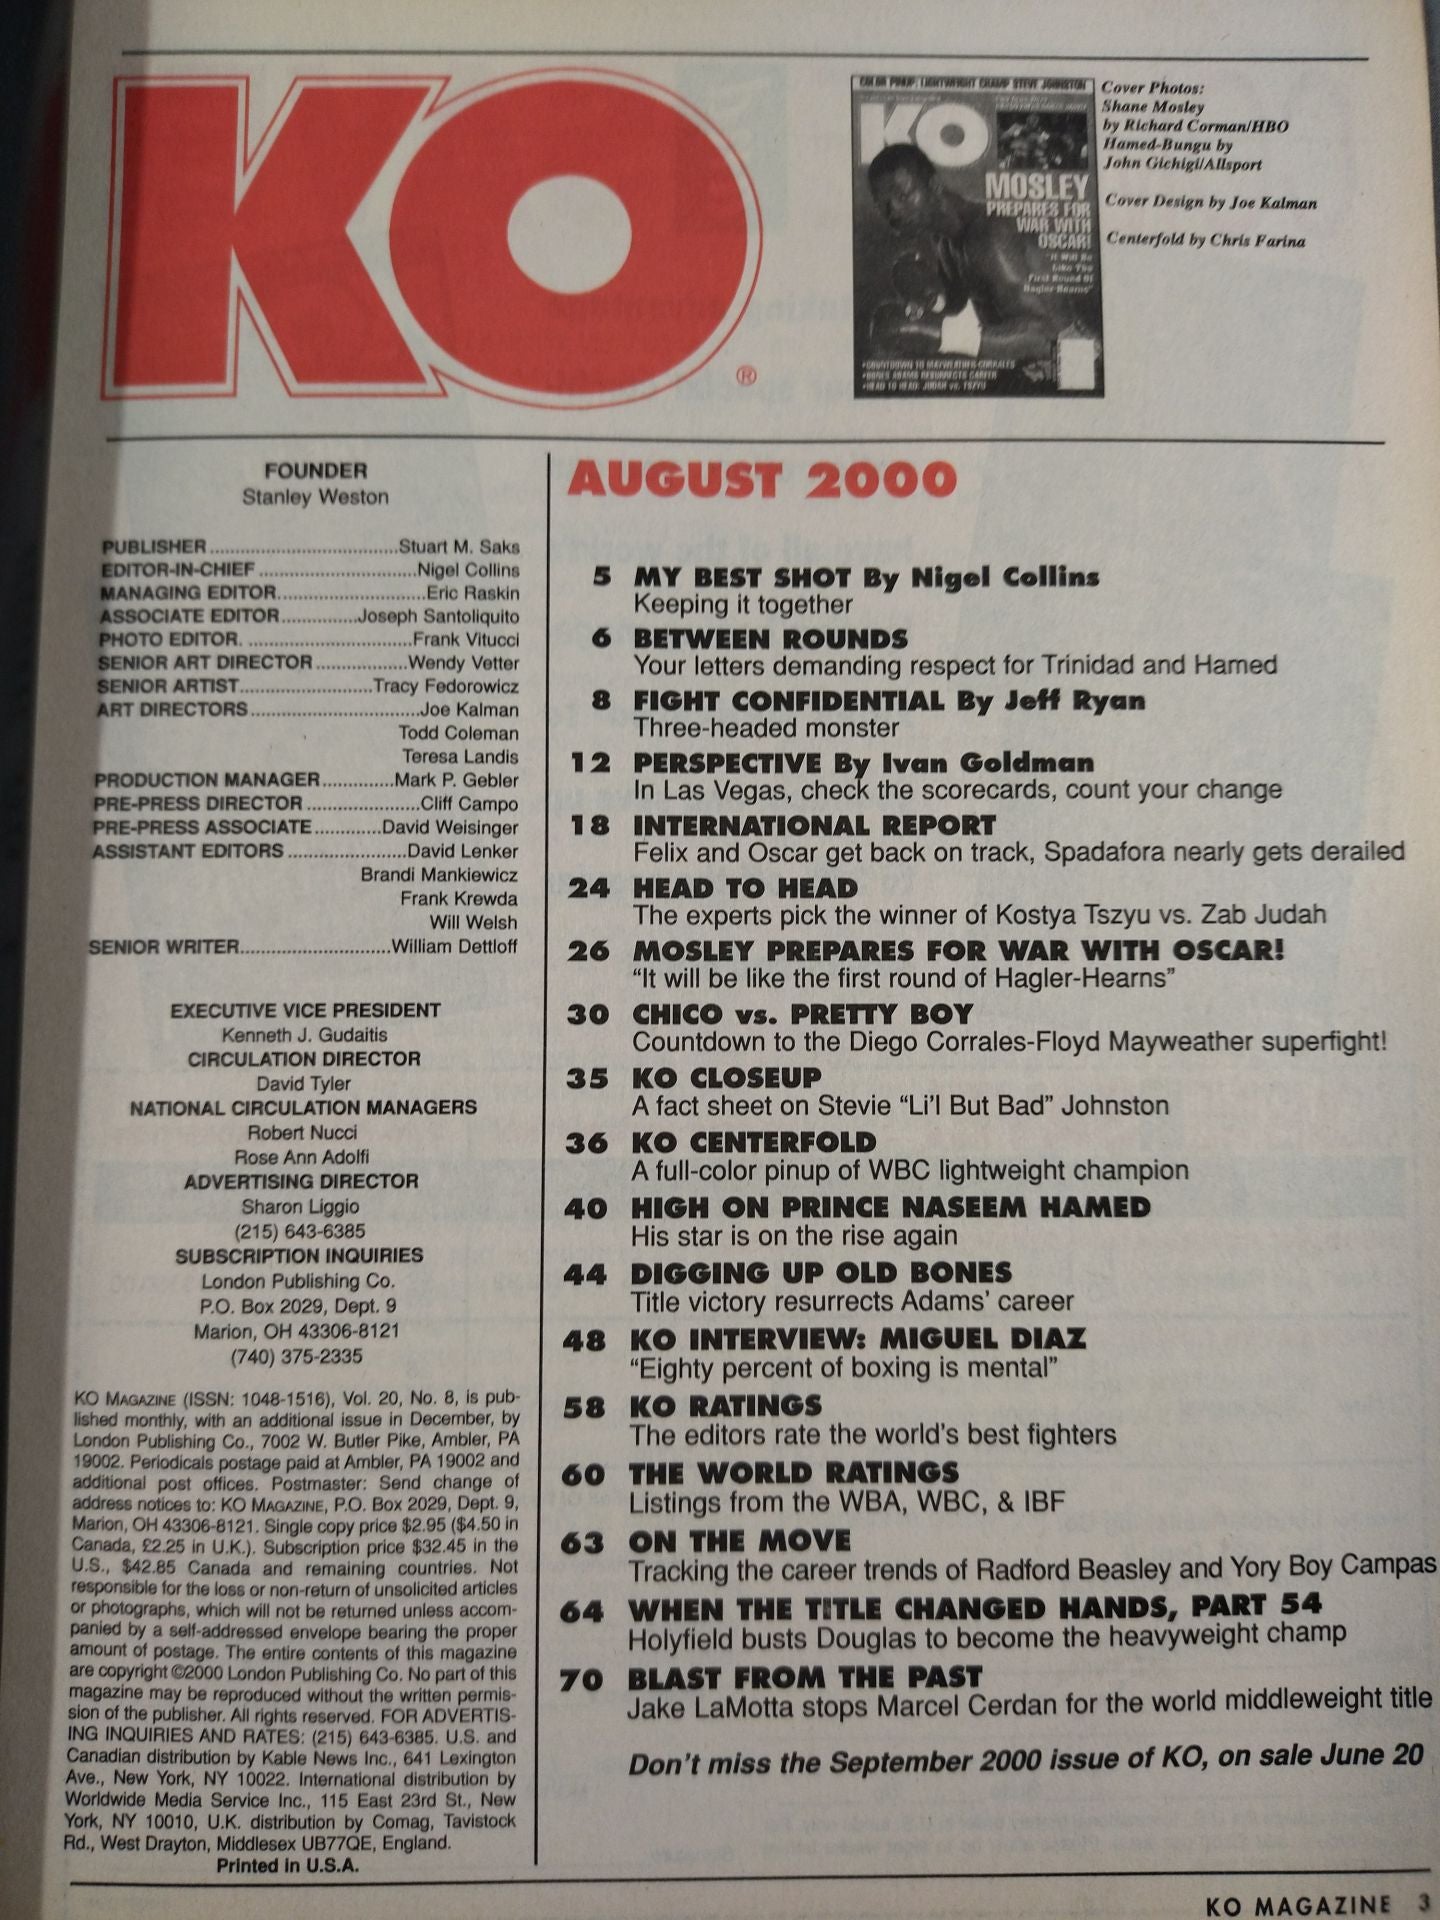 KO
®
COLOR PINUP: LIGHTWEIGHT CHAMP STEVE JOHNSTON
KO
MOSLEY
PREPARES FOR
WAR WITH
OSCAR!
"It Will Be
Like The
First Round Of
Hagler-Hearns"
•COUNTDOWN TO MAYWEATHER-CORRALES
•BONES ADAMS RESURRECTS CAREER
•HEAD TO HEAD: JUDAH vs. TSZYU
Cover Photos:
Shane Mosley
by Richard Corman/HBO
Hamed-Bungu by
John Gichigi/Allsport
Cover Design by Joe Kalman
Centerfold by Chris Farina
FOUNDER
Stanley Weston
PUBLISHER..................................Stuart M. Saks
EDITOR-IN-CHIEF............................Nigel Collins
MANAGING EDITOR...........................Eric Raskin
ASSOCIATE EDITOR.............Joseph Santoliquito
PHOTO EDITOR. .............................Frank Vitucci
SENIOR ART DIRECTOR................Wendy Vetter
SENIOR ARTIST.......................Tracy Fedorowicz
ART DIRECTORS..............................Joe Kalman
Todd Coleman
Teresa Landis
PRODUCTION MANAGER............Mark P. Gebler
PRE-PRESS DIRECTOR....................Cliff Campo
PRE-PRESS ASSOCIATE............David Weisinger
ASSISTANT EDITORS.....................David Lenker
Brandi Mankiewicz
Frank Krewda
Will Welsh
SENIOR WRITER..........................William Dettloff
EXECUTIVE VICE PRESIDENT
Kenneth J. Gudaitis
CIRCULATION DIRECTOR
David Tyler
NATIONAL CIRCULATION MANAGERS
Robert Nucci
Rose Ann Adolfi
ADVERTISING DIRECTOR
Sharon Liggio
(215) 643-6385
SUBSCRIPTION INQUIRIES
London Publishing Co.
P.O. Box 2029, Dept. 9
Marion, OH 43306-8121
(740) 375-2335
KO MAGAZINE (ISSN: 1048-1516), Vol. 20, No. 8, is pub-
lished monthly, with an additional issue in December, by
London Publishing Co., 7002 W. Butler Pike, Ambler, PA
19002. Periodicals postage paid at Ambler, PA 19002 and
additional post offices. Postmaster: Send change of
address notices to: KO MAGAZINE, P.O. Box 2029, Dept. 9,
Marion, OH 43306-8121. Single copy price $2.95 ($4.50 in
Canada, £2.25 in U.K.). Subscription price $32.45 in the
U.S., $42.85 Canada and remaining countries. Not
responsible for the loss or non-return of unsolicited articles
or photographs, which will not be returned unless accom-
panied by a self-addressed envelope bearing the proper
amount of postage. The entire contents of this magazine
are copyright ©2000 London Publishing Co. No part of this
magazine may be reproduced without the written permis-
sion of the publisher. All rights reserved. FOR ADVERTIS-
ING INQUIRIES AND RATES: (215) 643-6385. U.S. and
Canadian distribution by Kable News Inc., 641 Lexington
Ave., New York, NY 10022. International distribution by
Worldwide Media Service Inc., 115 East 23rd St., New
York, NY 10010, U.K. distribution by Comag, Tavistock
Rd., West Drayton, Middlesex UB77QE, England.
Printed in U.S.A.
AUGUST 2000
5 MY BEST SHOT By Nigel Collins
Keeping it together
6 BETWEEN ROUNDS
Your letters demanding respect for Trinidad and Hamed
8 FIGHT CONFIDENTIAL By Jeff Ryan
Three-headed monster
12 PERSPECTIVE By Ivan Goldman
In Las Vegas, check the scorecards, count your change
18 INTERNATIONAL REPORT
Felix and Oscar get back on track, Spadafora nearly gets derailed
24 HEAD TO HEAD
The experts pick the winner of Kostya Tszyu vs. Zab Judah
26 MOSLEY PREPARES FOR WAR WITH OSCAR!
"It will be like the first round of Hagler-Hearns"
30 CHICO vs. PRETTY BOY
Countdown to the Diego Corrales-Floyd Mayweather superfight!
35 KO CLOSEUP
A fact sheet on Stevie "Li'l But Bad" Johnston
36 KO CENTERFOLD
A full-color pinup of WBC lightweight champion
40 HIGH ON PRINCE NASEEM HAMED
His star is on the rise again
44 DIGGING UP OLD BONES
Title victory resurrects Adams' career
48 KO INTERVIEW: MIGUEL DIAZ
"Eighty percent of boxing is mental"
58 KO RATINGS
The editors rate the world's best fighters
60 THE WORLD RATINGS
Listings from the WBA, WBC, & IBF
63 ON THE MOVE
Tracking the career trends of Radford Beasley and Yory Boy Campas
64 WHEN THE TITLE CHANGED HANDS, PART 54
Holyfield busts Douglas to become the heavyweight champ
70 BLAST FROM THE PAST
Jake LaMotta stops Marcel Cerdan for the world middleweight title
Don't miss the September 2000 issue of KO, on sale June 20
KO MAGAZINE 3